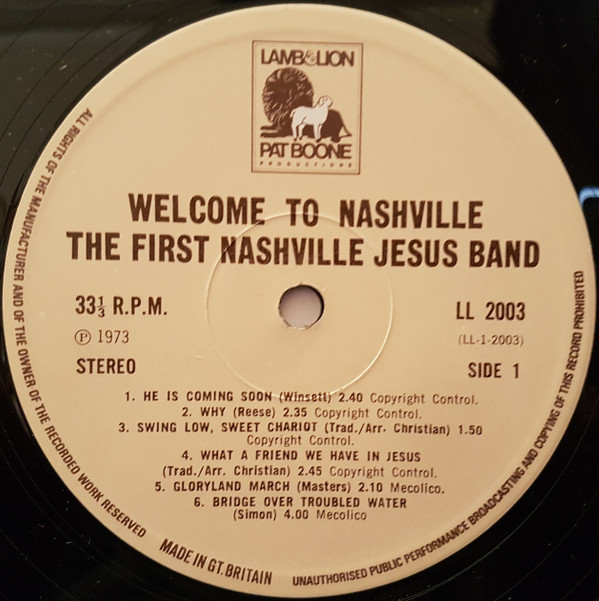 LAMB & LION
PAT BOONE
PRODUCTIONS
WELCOME TO NASHVILLE
THE FIRST NASHVILLE JESUS BAND
33⅓ R.P.M.
LL 2003
℗ 1973
(LL-1-2003)
STEREO
SIDE 1
1. HE IS COMING SOON (Winsett) 2.40 Copyright Control.
2. WHY (Reese) 2.35 Copyright Control.
3. SWING LOW, SWEET CHARIOT (Trad./Arr. Christian) 1.50
Copyright Control.
4. WHAT A FRIEND WE HAVE IN JESUS
(Trad./Arr. Christian) 2.45 Copyright Control.
5. GLORYLAND MARCH (Masters) 2.10 Mecolico.
6. BRIDGE OVER TROUBLED WATER
(Simon) 4.00 Mecolico
ALL RIGHTS OF THE MANUFACTURER AND OF THE OWNER OF THE RECORDED WORK RESERVED
MADE IN GT. BRITAIN
UNAUTHORISED PUBLIC PERFORMANCE BROADCASTING AND COPYING OF THIS RECORD PROHIBITED